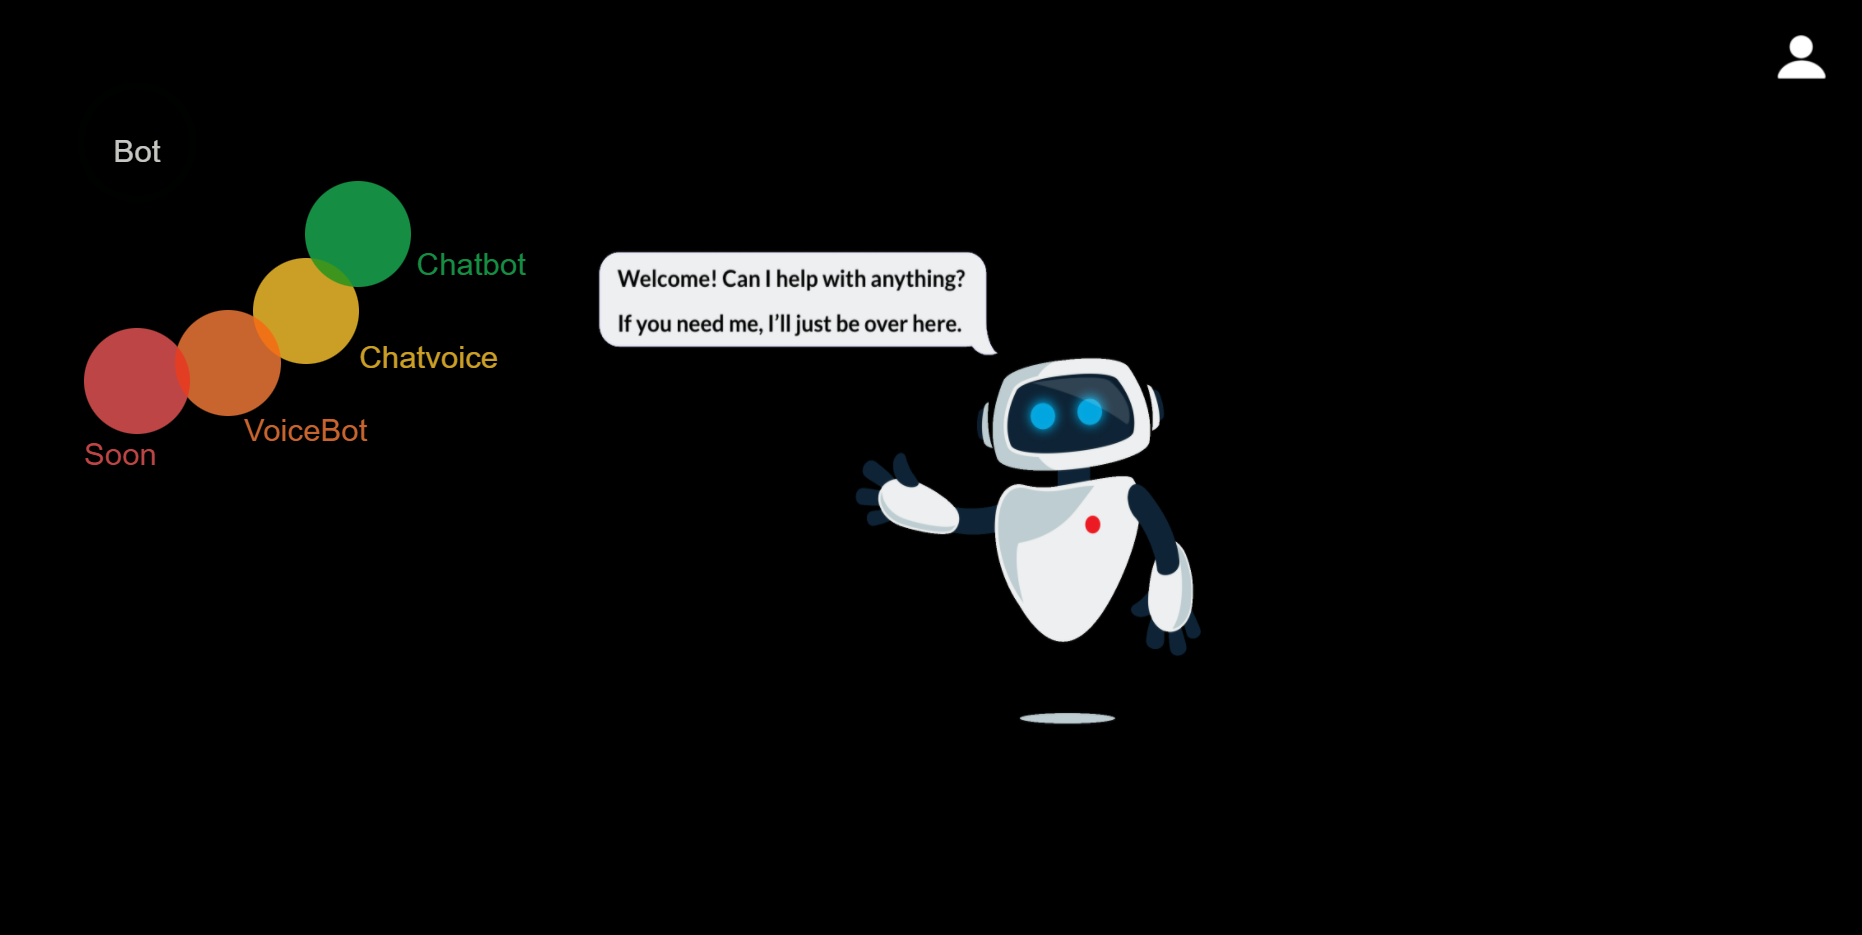 Bot
Chatbot
Chatvoice
VoiceBot
Soon
Welcome! Can I help with anything?
If you need me, I’ll just be over here.